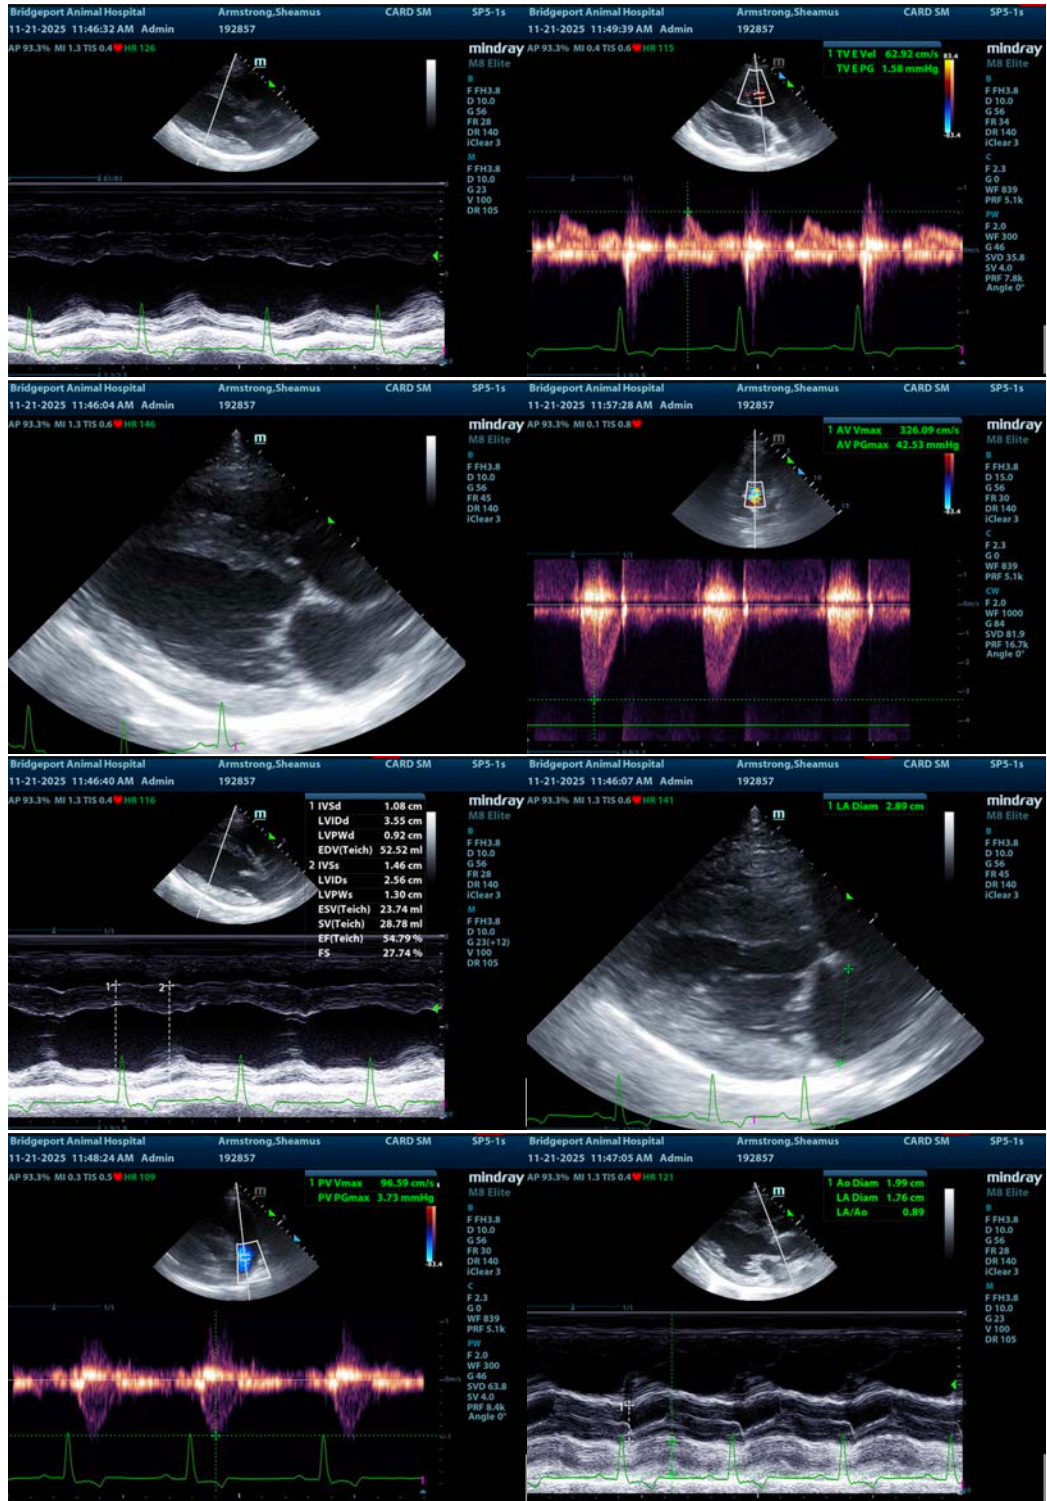 Bridgeport Animal Hospital Armstrong,Sheamus CARD SM SP5-1s
11-21-2025 11:46:32 AM Admin 192857
AP 93.3% MI 1.3 TIS 0.4 HR 126
mindray
M8 Elite
m
B
F FH3.8
D 10.0
G 56
FR 28
DR 140
iClear 3
M
F FH3.8
D 10.0
G 23
V 100
DR 105
Bridgeport Animal Hospital Armstrong,Sheamus CARD SM SP5-1s
11-21-2025 11:49:39 AM Admin 192857
AP 93.3% MI 0.4 TIS 0.6 HR 115
1 TV E Vel 62.92 cm/s
TV E PG 1.58 mmHg
83.4
-83.4
mindray
M8 Elite
m
B
F FH3.8
D 10.0
G 56
FR 34
DR 140
iClear 3
C
F 2.3
G 0
WF 839
PRF 5.1k
PW
F 2.0
WF 300
G 46
SVD 35.8
SV 4.0
PRF 7.8k
Angle 0°
Bridgeport Animal Hospital Armstrong,Sheamus CARD SM SP5-1s
11-21-2025 11:46:04 AM Admin 192857
AP 93.3% MI 1.3 TIS 0.6 HR 146
mindray
M8 Elite
m
B
F FH3.8
D 10.0
G 56
FR 45
DR 140
iClear 3
Bridgeport Animal Hospital Armstrong,Sheamus CARD SM SP5-1s
11-21-2025 11:57:28 AM Admin 192857
AP 93.3% MI 0.1 TIS 0.8
1 AV Vmax 326.09 cm/s
AV PGmax 42.53 mmHg
-83.4
mindray
M8 Elite
m
B
F FH3.8
D 15.0
G 56
FR 30
DR 140
iClear 3
C
F 2.3
G 0
WF 839
PRF 5.1k
CW
F 2.0
WF 1000
G 84
SVD 81.9
PRF 16.7k
Angle 0°
Bridgeport Animal Hospital Armstrong,Sheamus CARD SM SP5-1s
11-21-2025 11:46:40 AM Admin 192857
AP 93.3% MI 1.3 TIS 0.4 HR 116
1 IVSd 1.08 cm
LVIDd 3.55 cm
LVPWd 0.92 cm
EDV(Teich) 52.52 ml
2 IVSs 1.46 cm
LVIDs 2.56 cm
LVPWs 1.30 cm
ESV(Teich) 23.74 ml
SV(Teich) 28.78 ml
EF(Teich) 54.79 %
FS 27.74 %
mindray
M8 Elite
m
B
F FH3.8
D 10.0
G 56
FR 28
DR 140
iClear 3
M
F FH3.8
D 10.0
G 23(+12)
V 100
DR 105
1 2
Bridgeport Animal Hospital Armstrong,Sheamus CARD SM SP5-1s
11-21-2025 11:46:07 AM Admin 192857
AP 93.3% MI 1.3 TIS 0.6 HR 141
1 LA Diam 2.89 cm
mindray
M8 Elite
m
B
F FH3.8
D 10.0
G 56
FR 45
DR 140
iClear 3
Bridgeport Animal Hospital Armstrong,Sheamus CARD SM SP5-1s
11-21-2025 11:48:24 AM Admin 192857
AP 93.3% MI 0.3 TIS 0.5 HR 109
1 PV Vmax 96.59 cm/s
PV PGmax 3.73 mmHg
-83.4
mindray
M8 Elite
m
B
F FH3.8
D 10.0
G 56
FR 30
DR 140
iClear 3
C
F 2.3
G 0
WF 839
PRF 5.1k
PW
F 2.0
WF 300
G 46
SVD 63.8
SV 4.0
PRF 8.4k
Angle 0°
Bridgeport Animal Hospital Armstrong,Sheamus CARD SM SP5-1s
11-21-2025 11:47:05 AM Admin 192857
AP 93.3% MI 1.3 TIS 0.4 HR 121
1 Ao Diam 1.99 cm
LA Diam 1.76 cm
LA/Ao 0.89
mindray
M8 Elite
m
B
F FH3.8
D 10.0
G 56
FR 28
DR 140
iClear 3
M
F FH3.8
D 10.0
G 23
V 100
DR 105